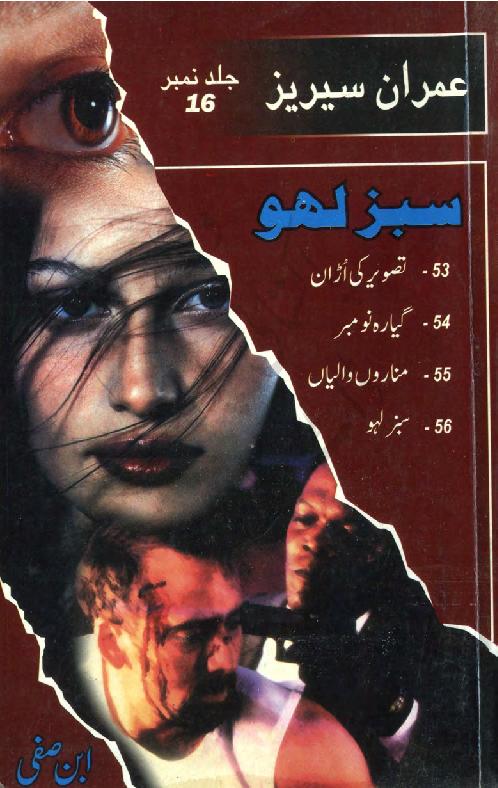 عمران سیریز
جلد نمبر
16
سبز لہو
53- تصویر کی اُڑان
54- گیارہ نومبر
55- مناروں والیاں
56- سبز لہو
ابن صفی